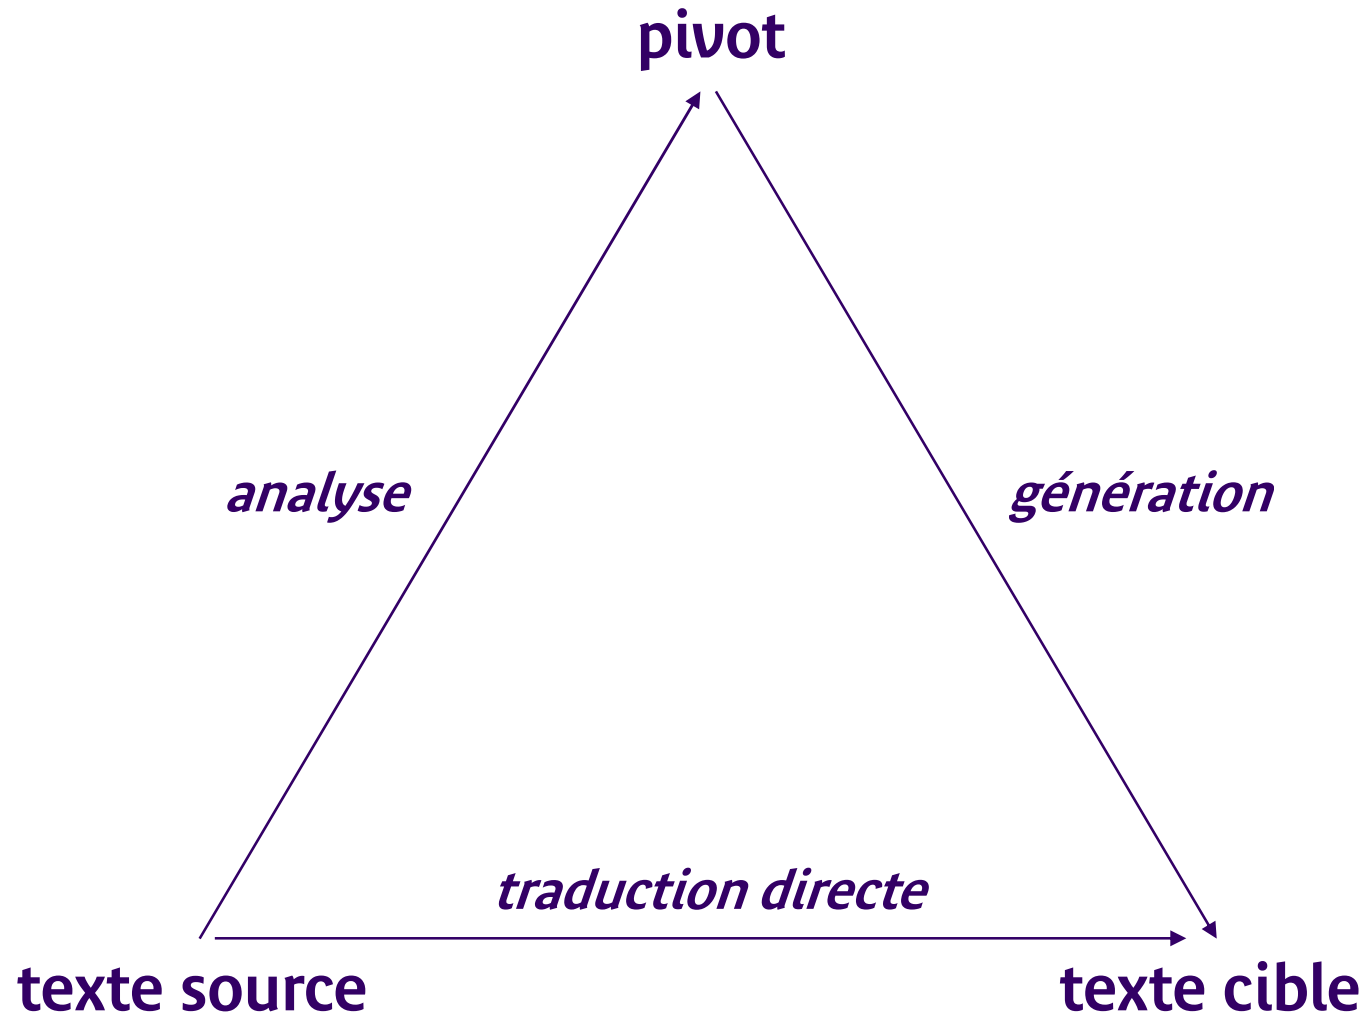 pivot
analyse
génération
traduction directe
texte source
texte cible